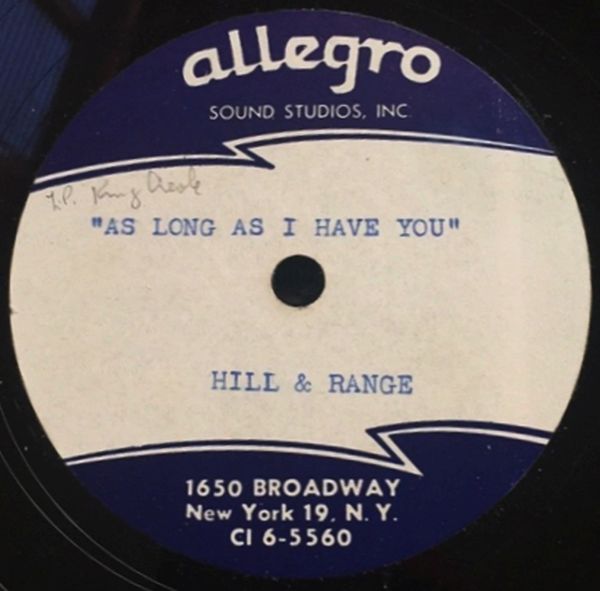 allegro
SOUND STUDIOS, INC.
L.P. King Creole
"AS LONG AS I HAVE YOU"
HILL & RANGE
1650 BROADWAY
New York 19, N.Y.
CI 6-5560